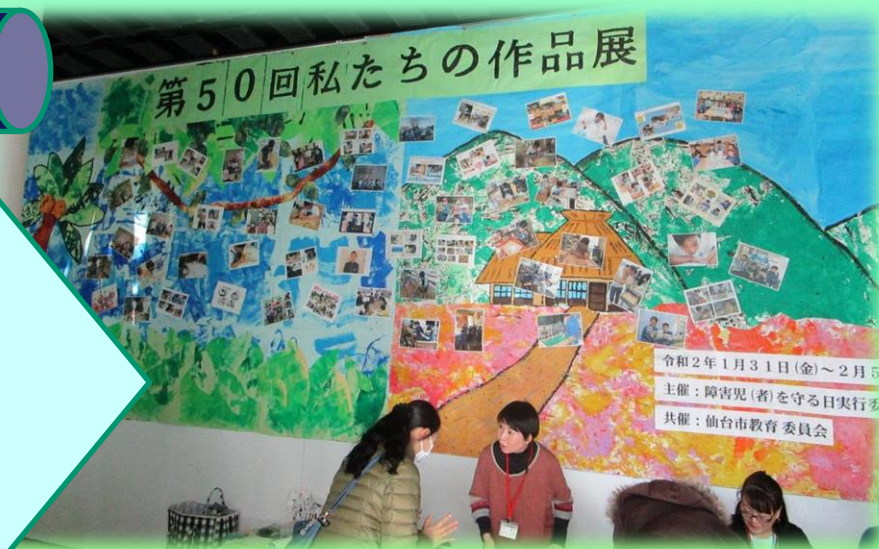 第50回私たちの作品展
令和2年1月31日(金)～2月5
主催：障害児(者)を守る日実行委
共催：仙台市教育委員会